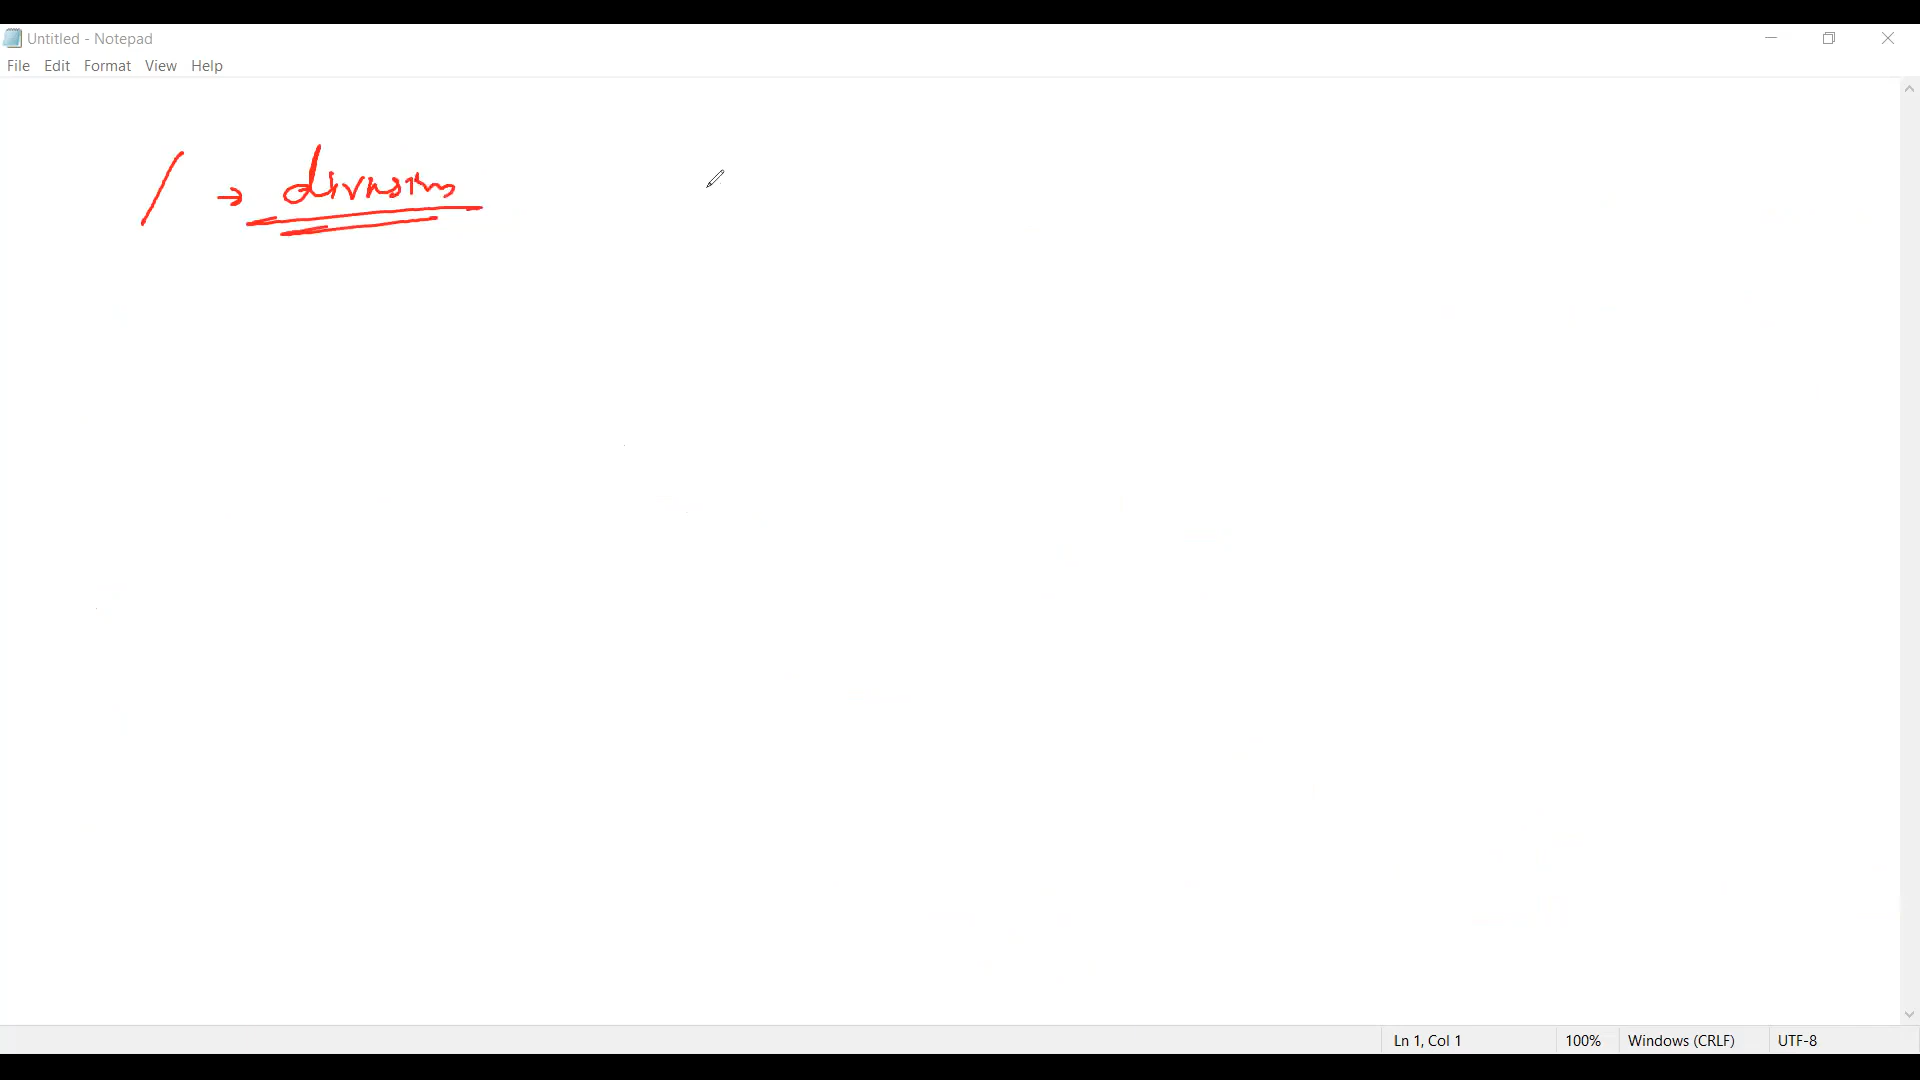 Untitled - Notepad
File Edit Format View Help
/ → division
Ln 1, Col 1 100% Windows (CRLF) UTF-8